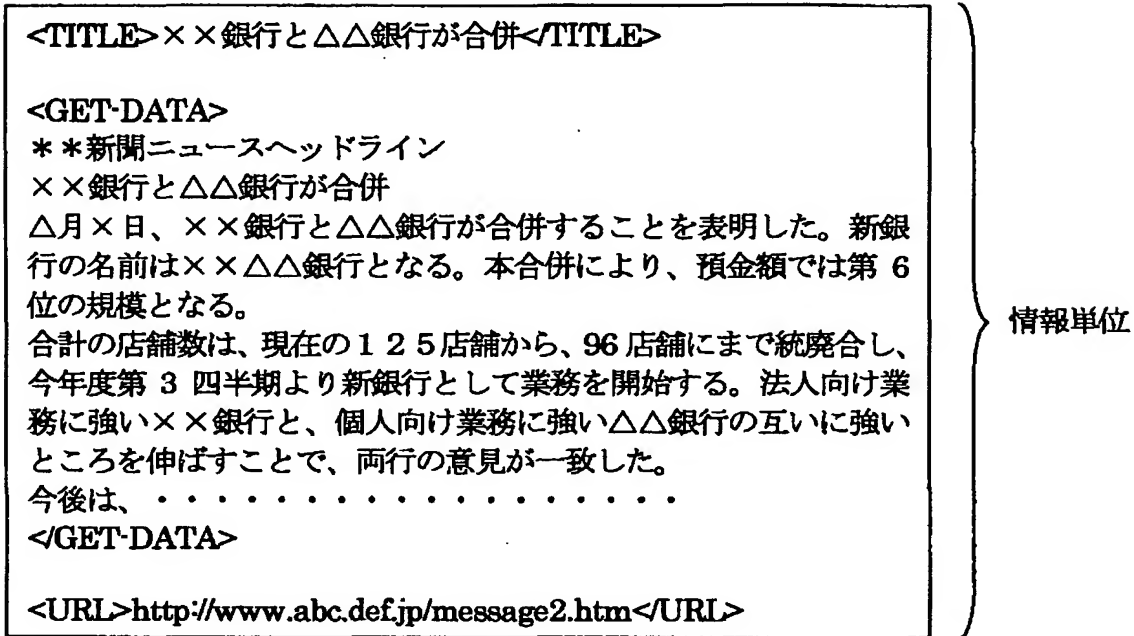 <TITLE>××銀行と△△銀行が合併</TITLE>
<GET-DATA>
＊＊新聞ニュースヘッドライン
××銀行と△△銀行が合併
△月×日、××銀行と△△銀行が合併することを表明した。新銀
行の名前は××△△銀行となる。本合併により、預金額では第 6
位の規模となる。
合計の店舗数は、現在の１２５店舗から、96 店舗にまで統廃合し、
今年度第 3 四半期より新銀行として業務を開始する。法人向け業
務に強い××銀行と、個人向け業務に強い△△銀行の互いに強い
ところを伸ばすことで、両行の意見が一致した。
今後は、・・・・・・・・・・・・・・・・・・・
</GET-DATA>
<URL>http://www.abc.def.jp/message2.htm</URL>
情報単位